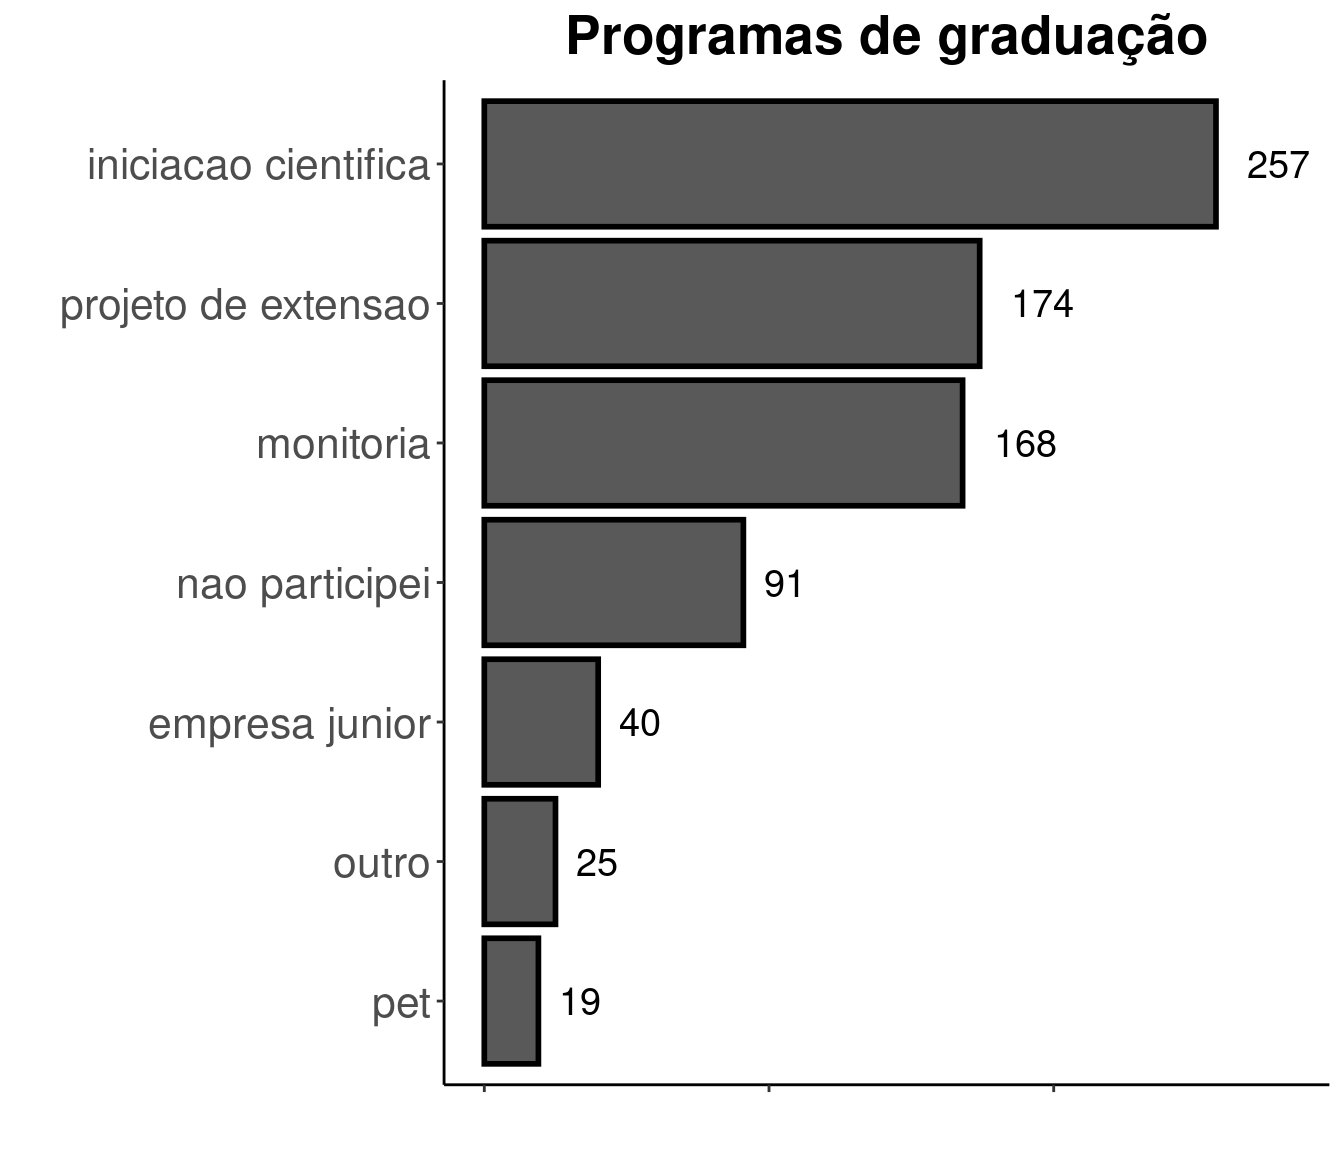 Programas de graduação
iniciacao cientifica 257
projeto de extensao 174
monitoria 168
nao participei 91
empresa junior 40
outro 25
pet 19